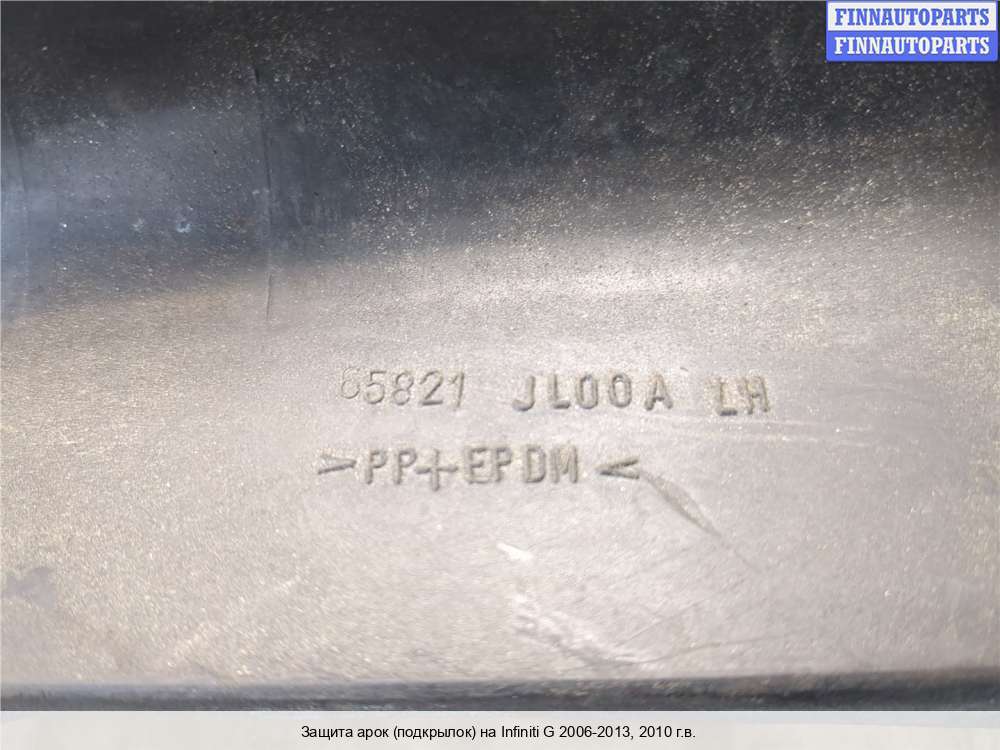 FINNAUTOPARTS
FINNAUTOPARTS
65821 JL00A LH
>PP+EPDM<
Защита арок (подкрылок) на Infiniti G 2006-2013, 2010 г.в.